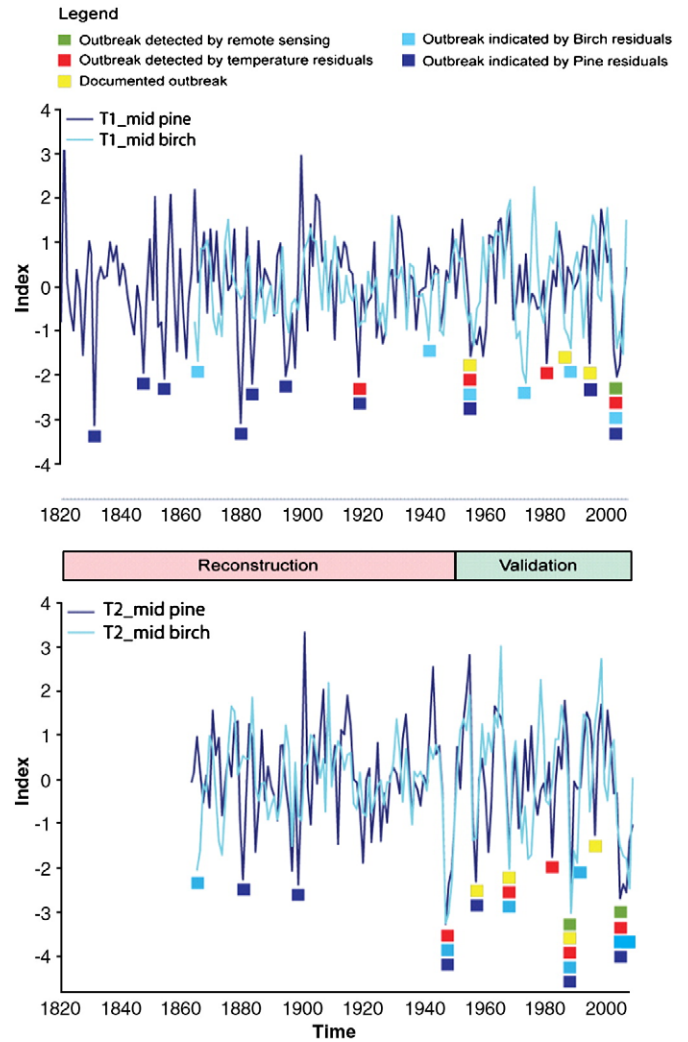 Legend
Outbreak detected by remote sensing
Outbreak detected by temperature residuals
Documented outbreak
Outbreak indicated by Birch residuals
Outbreak indicated by Pine residuals
T1_mid pine
T1_mid birch
Index
4
3
2
1
0
-1
-2
-3
-4
1820 1840 1860 1880 1900 1920 1940 1960 1980 2000
Reconstruction Validation
T2_mid pine
T2_mid birch
Index
4
3
2
1
0
-1
-2
-3
-4
1820 1840 1860 1880 1900 1920 1940 1960 1980 2000
Time